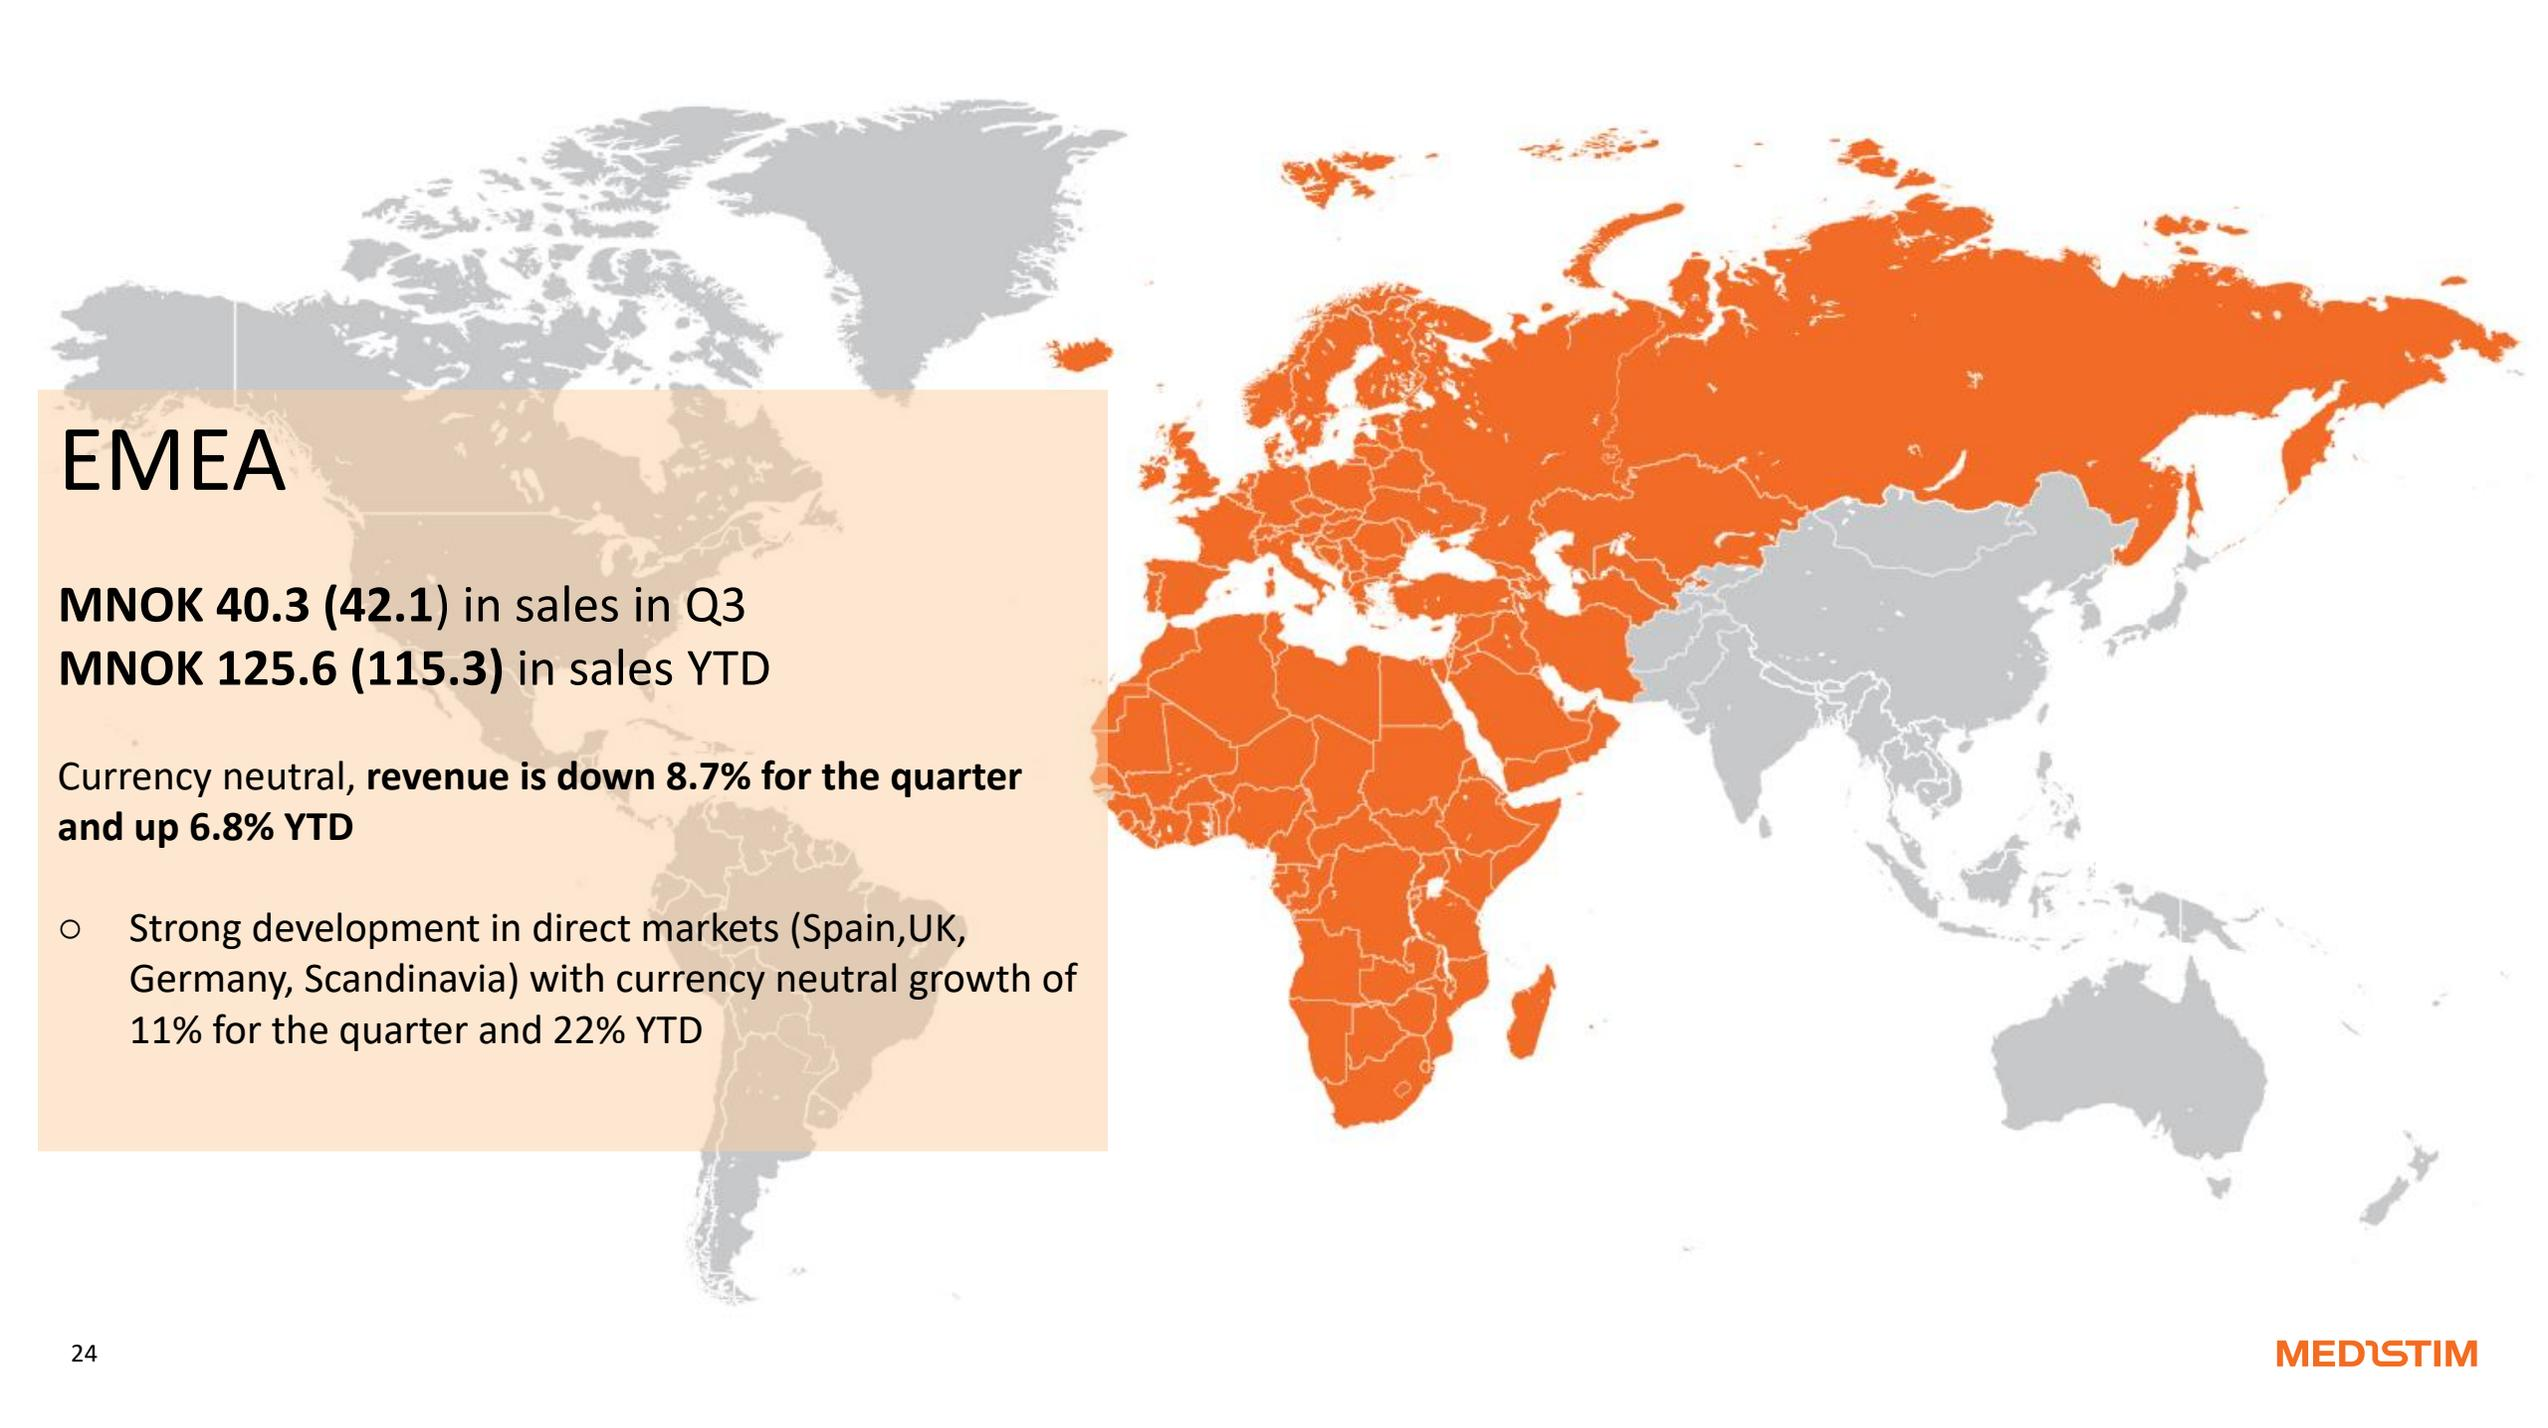 EMEA
MNOK 40.3 (42.1) in sales in Q3
MNOK 125.6 (115.3) in sales YTD
Currency neutral, revenue is down 8.7% for the quarter
and up 6.8% YTD
○ Strong development in direct markets (Spain,UK,
Germany, Scandinavia) with currency neutral growth of
11% for the quarter and 22% YTD
24
MEDISTIM